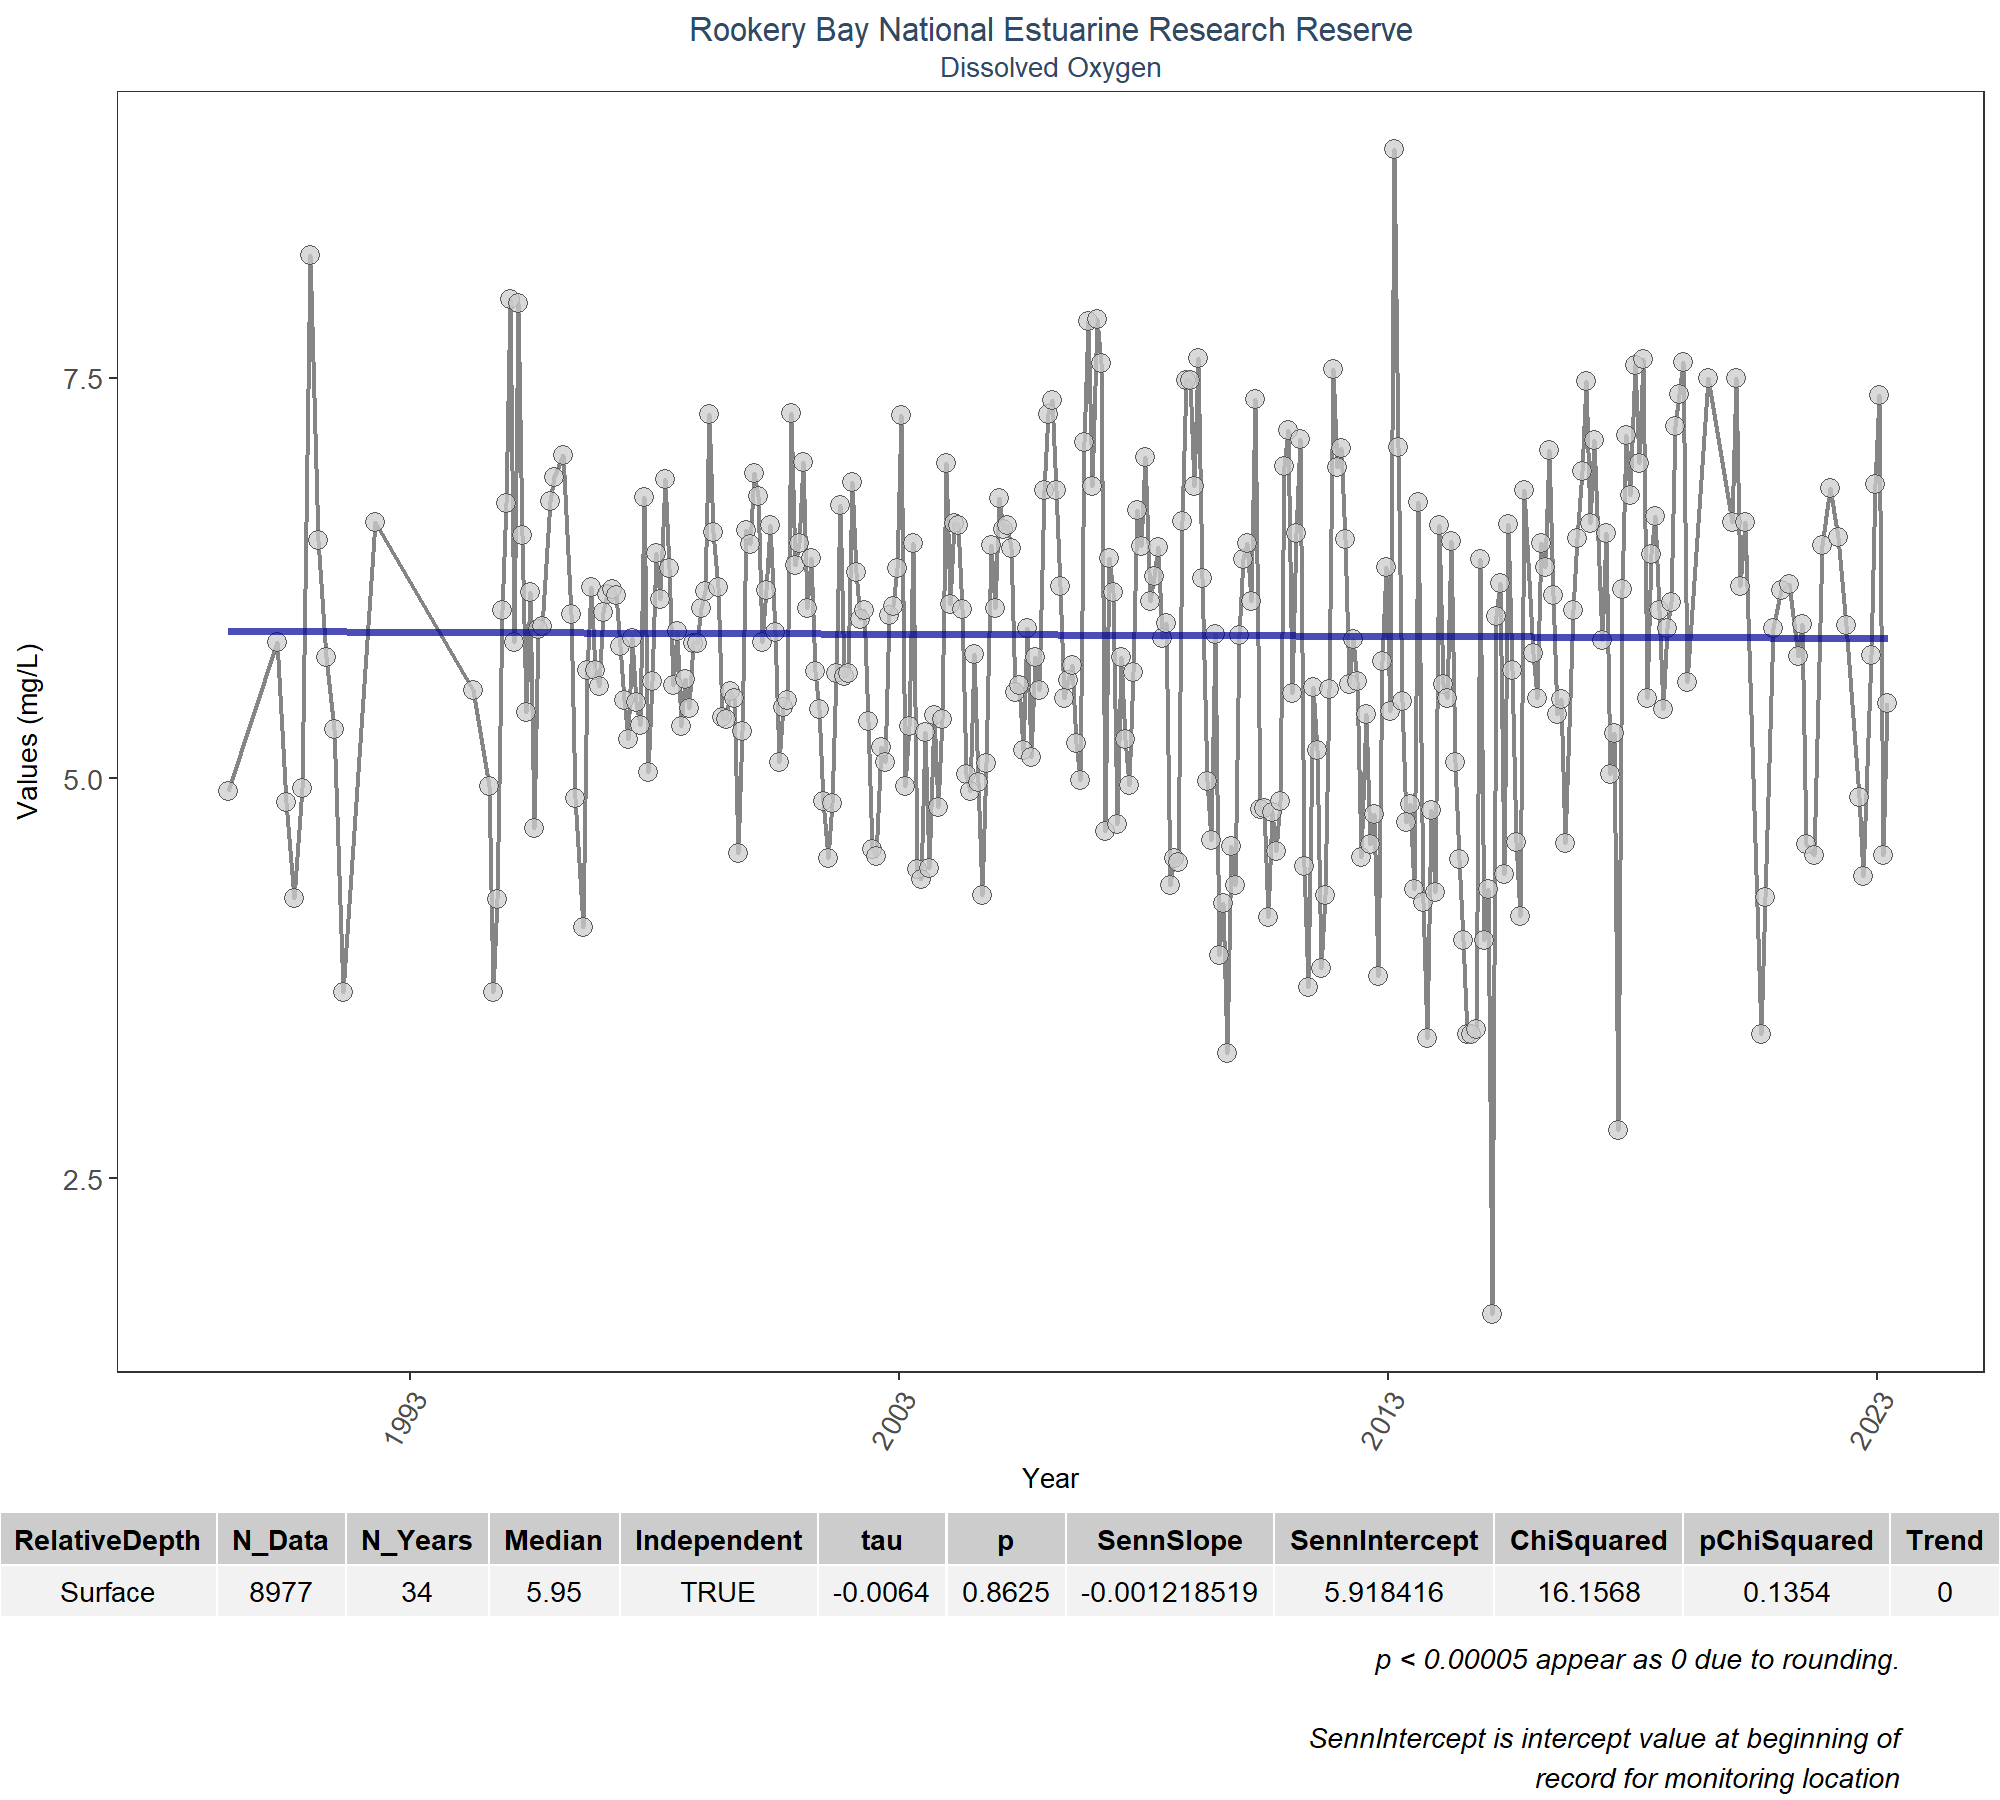 Rookery Bay National Estuarine Research Reserve
Dissolved Oxygen
Values (mg/L)
7.5
5.0
2.5
1993 2003 2013 2023
Year
RelativeDepth N_Data N_Years Median Independent tau p SennSlope SennIntercept ChiSquared pChiSquared Trend
Surface 8977 34 5.95 TRUE -0.0064 0.8625 -0.001218519 5.918416 16.1568 0.1354 0
p < 0.00005 appear as 0 due to rounding.
SennIntercept is intercept value at beginning of
record for monitoring location